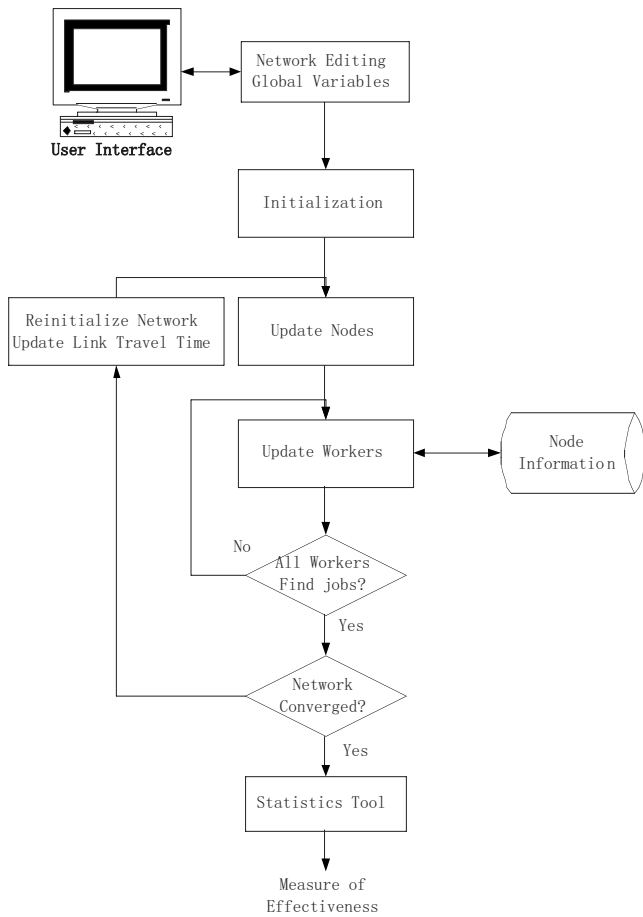 Network Editing
Global Variables
User Interface
Initialization
Reinitialize Network
Update Link Travel Time
Update Nodes
Update Workers
Node
Information
No
All Workers
Find jobs?
Yes
Network
Converged?
Yes
Statistics Tool
Measure of
Effectiveness